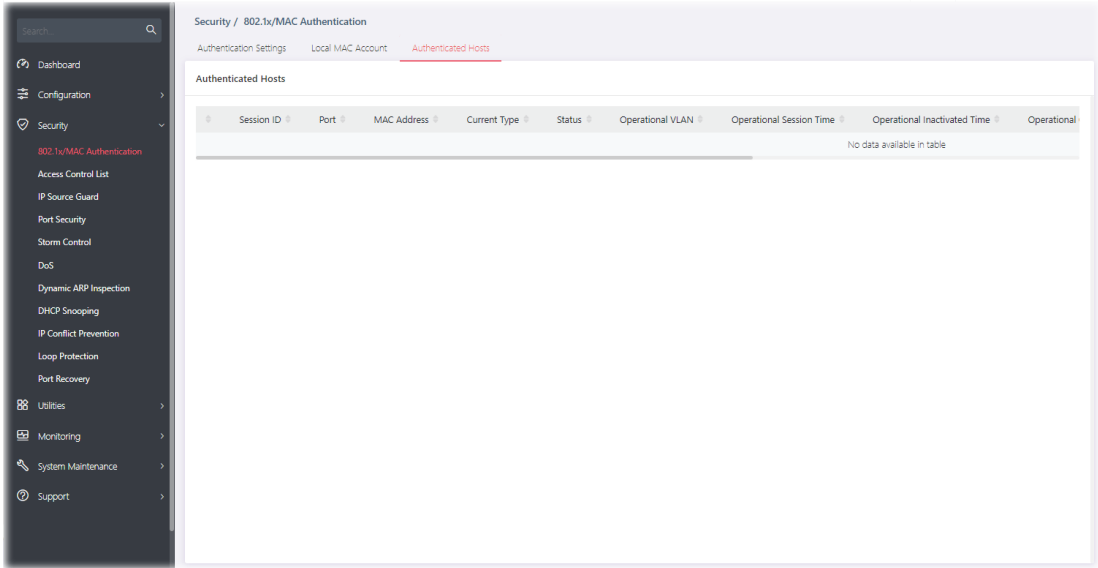 Search...
Dashboard
Configuration
Security
802.1x/MAC Authentication
Access Control List
IP Source Guard
Port Security
Storm Control
DoS
Dynamic ARP Inspection
DHCP Snooping
IP Conflict Prevention
Loop Protection
Port Recovery
Utilities
Monitoring
System Maintenance
Support
Security / 802.1x/MAC Authentication
Authentication Settings Local MAC Account Authenticated Hosts
Authenticated Hosts
Session ID Port MAC Address Current Type Status Operational VLAN Operational Session Time Operational Inactivated Time Operational
No data available in table